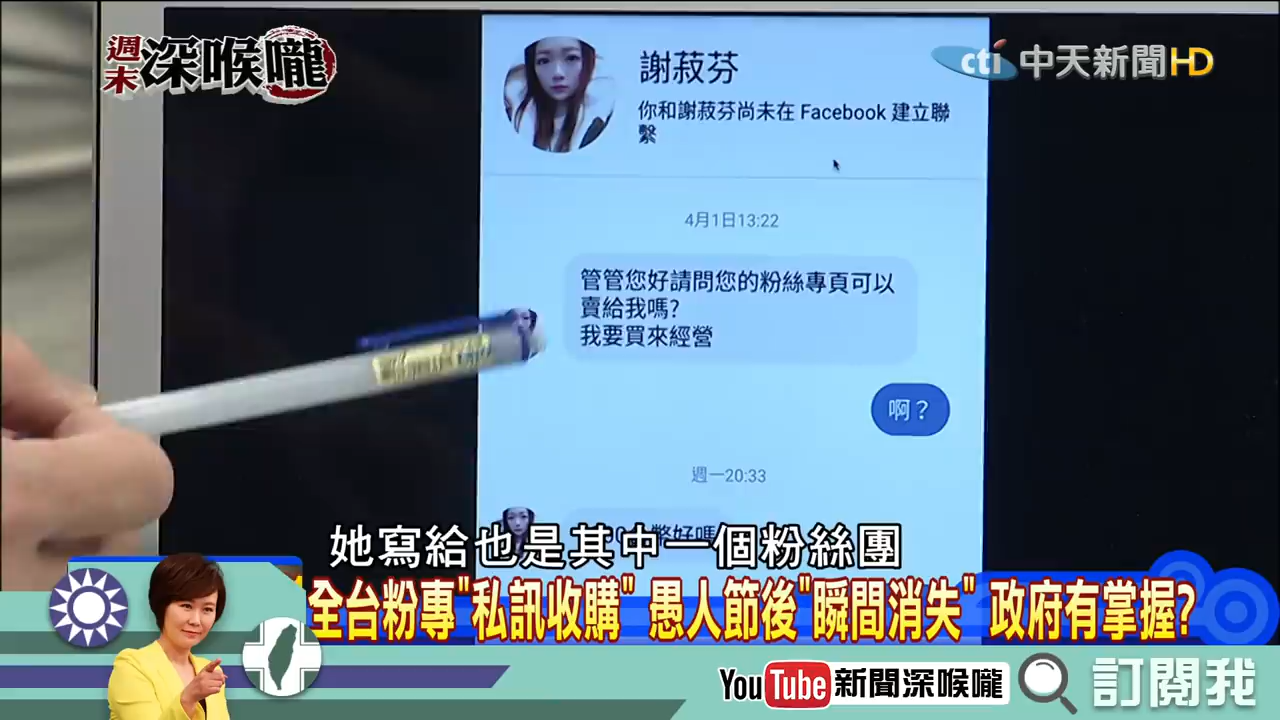 週末深喉嚨
cti 中天新聞HD
謝菽芬
你和謝菽芬尚未在 Facebook 建立聯
繫
4月1日13:22
管管您好請問您的粉絲專頁可以
賣給我嗎?
我要買來經營
啊？
週一20:33
她寫給也是其中一個粉絲團
全台粉專"私訊收購" 愚人節後"瞬間消失" 政府有掌握?
YouTube 新聞深喉嚨
訂閱我